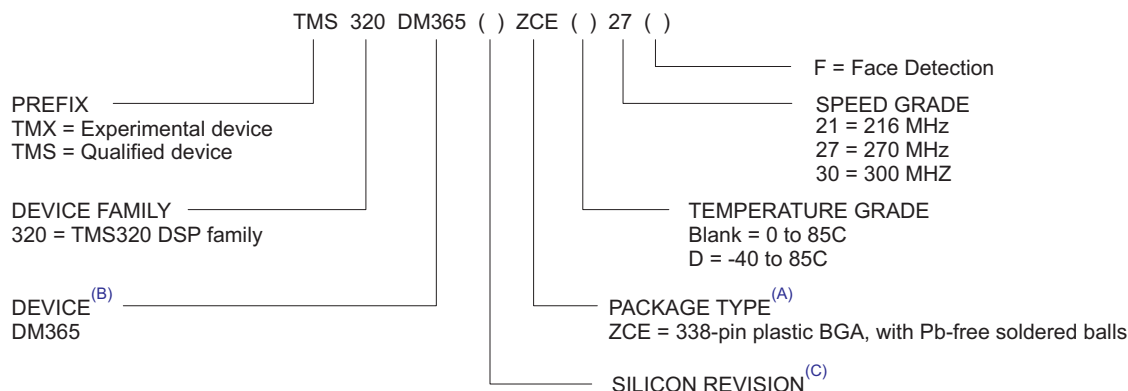 TMS 320 DM365 ( ) ZCE ( ) 27 ( )
F = Face Detection
PREFIX
TMX = Experimental device
TMS = Qualified device
SPEED GRADE
21 = 216 MHz
27 = 270 MHz
30 = 300 MHZ
DEVICE FAMILY
320 = TMS320 DSP family
TEMPERATURE GRADE
Blank = 0 to 85C
D = -40 to 85C
DEVICE(B)
DM365
PACKAGE TYPE(A)
ZCE = 338-pin plastic BGA, with Pb-free soldered balls
SILICON REVISION(C)